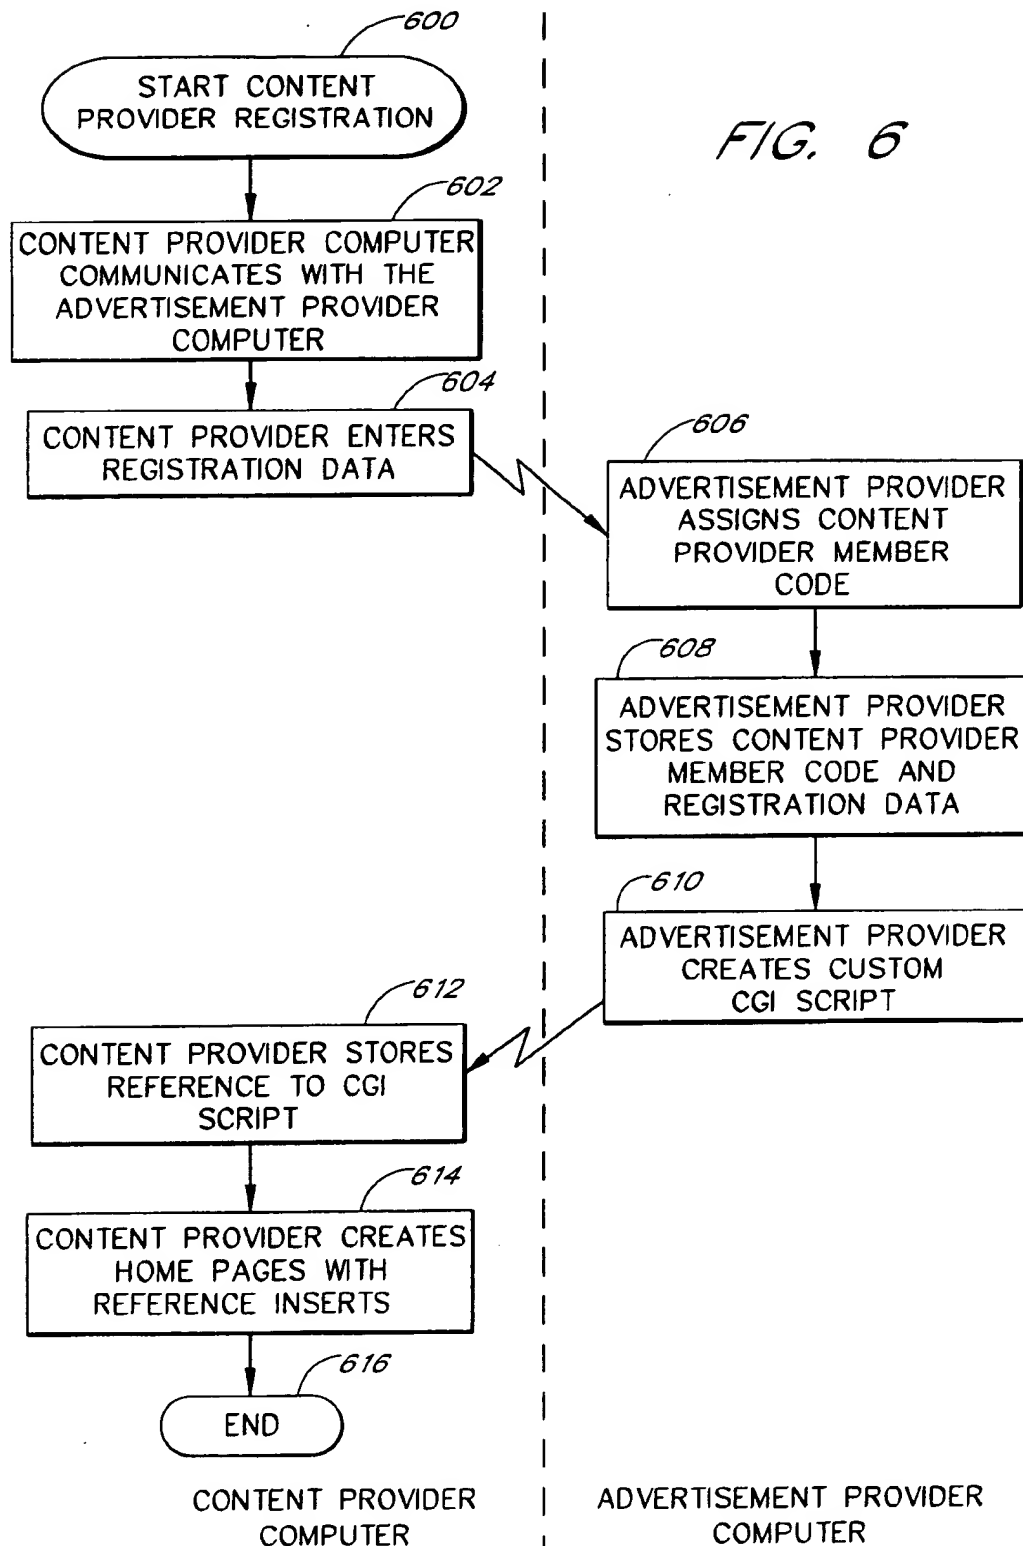 600
START CONTENT
PROVIDER REGISTRATION
FIG. 6
602
CONTENT PROVIDER COMPUTER
COMMUNICATES WITH THE
ADVERTISEMENT PROVIDER
COMPUTER
604
CONTENT PROVIDER ENTERS
REGISTRATION DATA
606
ADVERTISEMENT PROVIDER
ASSIGNS CONTENT
PROVIDER MEMBER
CODE
608
ADVERTISEMENT PROVIDER
STORES CONTENT PROVIDER
MEMBER CODE AND
REGISTRATION DATA
610
ADVERTISEMENT PROVIDER
CREATES CUSTOM
CGI SCRIPT
612
CONTENT PROVIDER STORES
REFERENCE TO CGI
SCRIPT
614
CONTENT PROVIDER CREATES
HOME PAGES WITH
REFERENCE INSERTS
616
END
CONTENT PROVIDER
COMPUTER
ADVERTISEMENT PROVIDER
COMPUTER